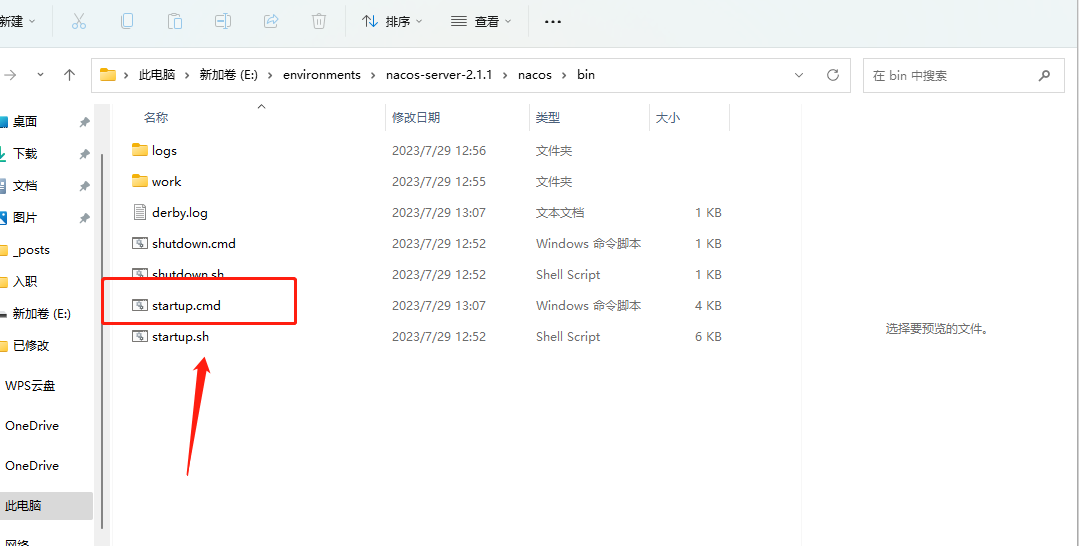 新建
排序
查看
此电脑 > 新加卷 (E:) > environments > nacos-server-2.1.1 > nacos > bin
在 bin 中搜索
名称 修改日期 类型 大小
桌面
下载
文档
图片
_posts
入职
新加卷 (E:)
已修改
WPS云盘
OneDrive
OneDrive
此电脑
网络
logs 2023/7/29 12:56 文件夹
work 2023/7/29 12:55 文件夹
derby.log 2023/7/29 13:07 文本文档 1 KB
shutdown.cmd 2023/7/29 12:52 Windows 命令脚本 1 KB
shutdown.sh 2023/7/29 12:52 Shell Script 1 KB
startup.cmd 2023/7/29 13:07 Windows 命令脚本 4 KB
startup.sh 2023/7/29 12:52 Shell Script 6 KB
选择要预览的文件。